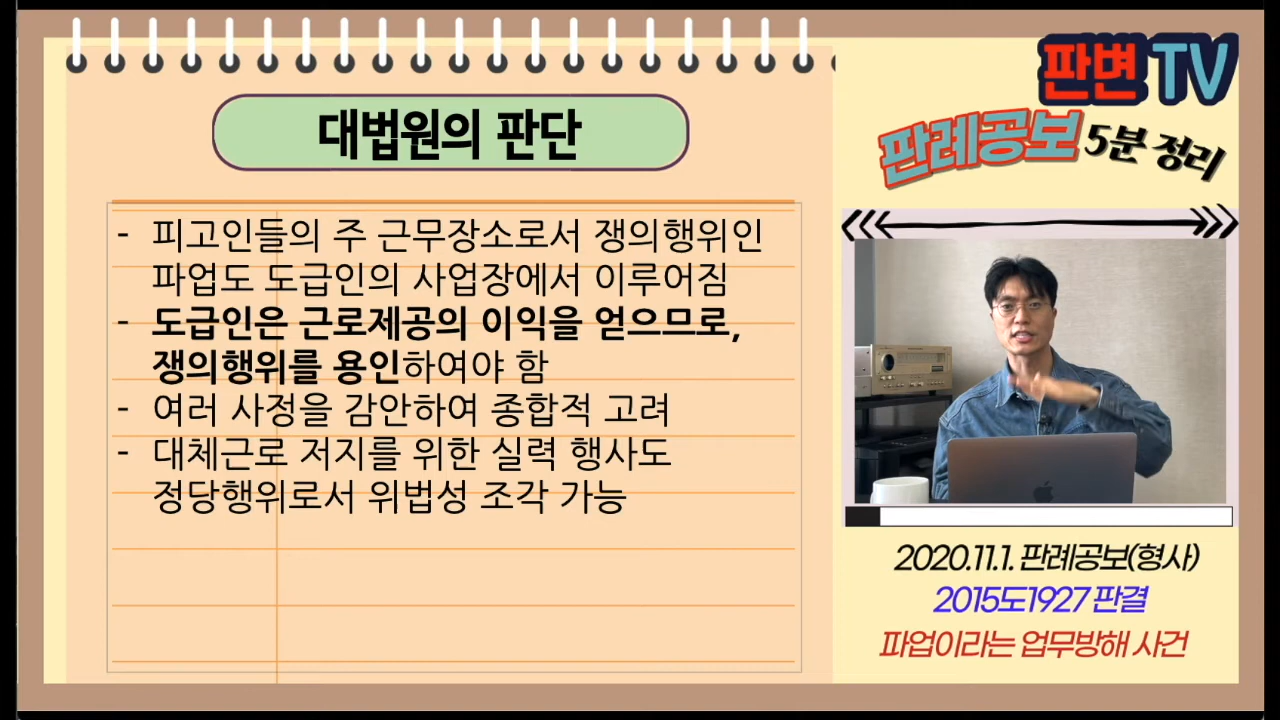 대법원의 판단
- 피고인들의 주 근무장소로서 쟁의행위인
파업도 도급인의 사업장에서 이루어짐
- 도급인은 근로제공의 이익을 얻으므로,
쟁의행위를 용인하여야 함
- 여러 사정을 감안하여 종합적 고려
- 대체근로 저지를 위한 실력 행사도
정당행위로서 위법성 조각 가능
판변 TV
판례공보 5분 정리
2020.11.1. 판례공보(형사)
2015도1927 판결
파업이라는 업무방해 사건